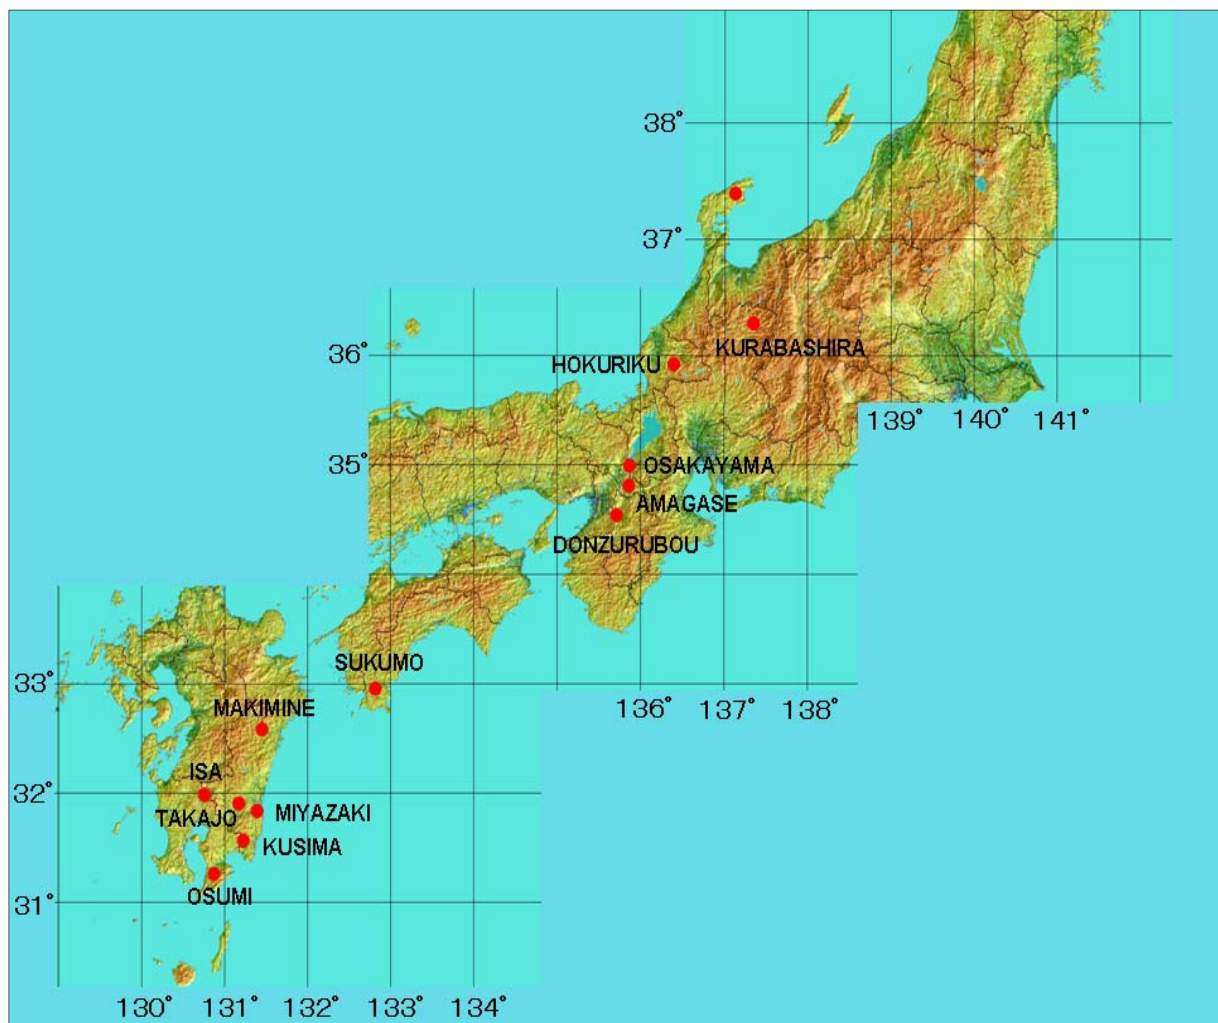 38°
37°
36°
KURABASHIRA
HOKURIKU
139° 140° 141°
35°
OSAKAYAMA
AMAGASE
DONZURUBOU
SUKUMO
33°
MAKIMINE
136° 137° 138°
ISA
32°
TAKAJO
MIYAZAKI
KUSIMA
OSUMI
31°
130° 131° 132° 133° 134°